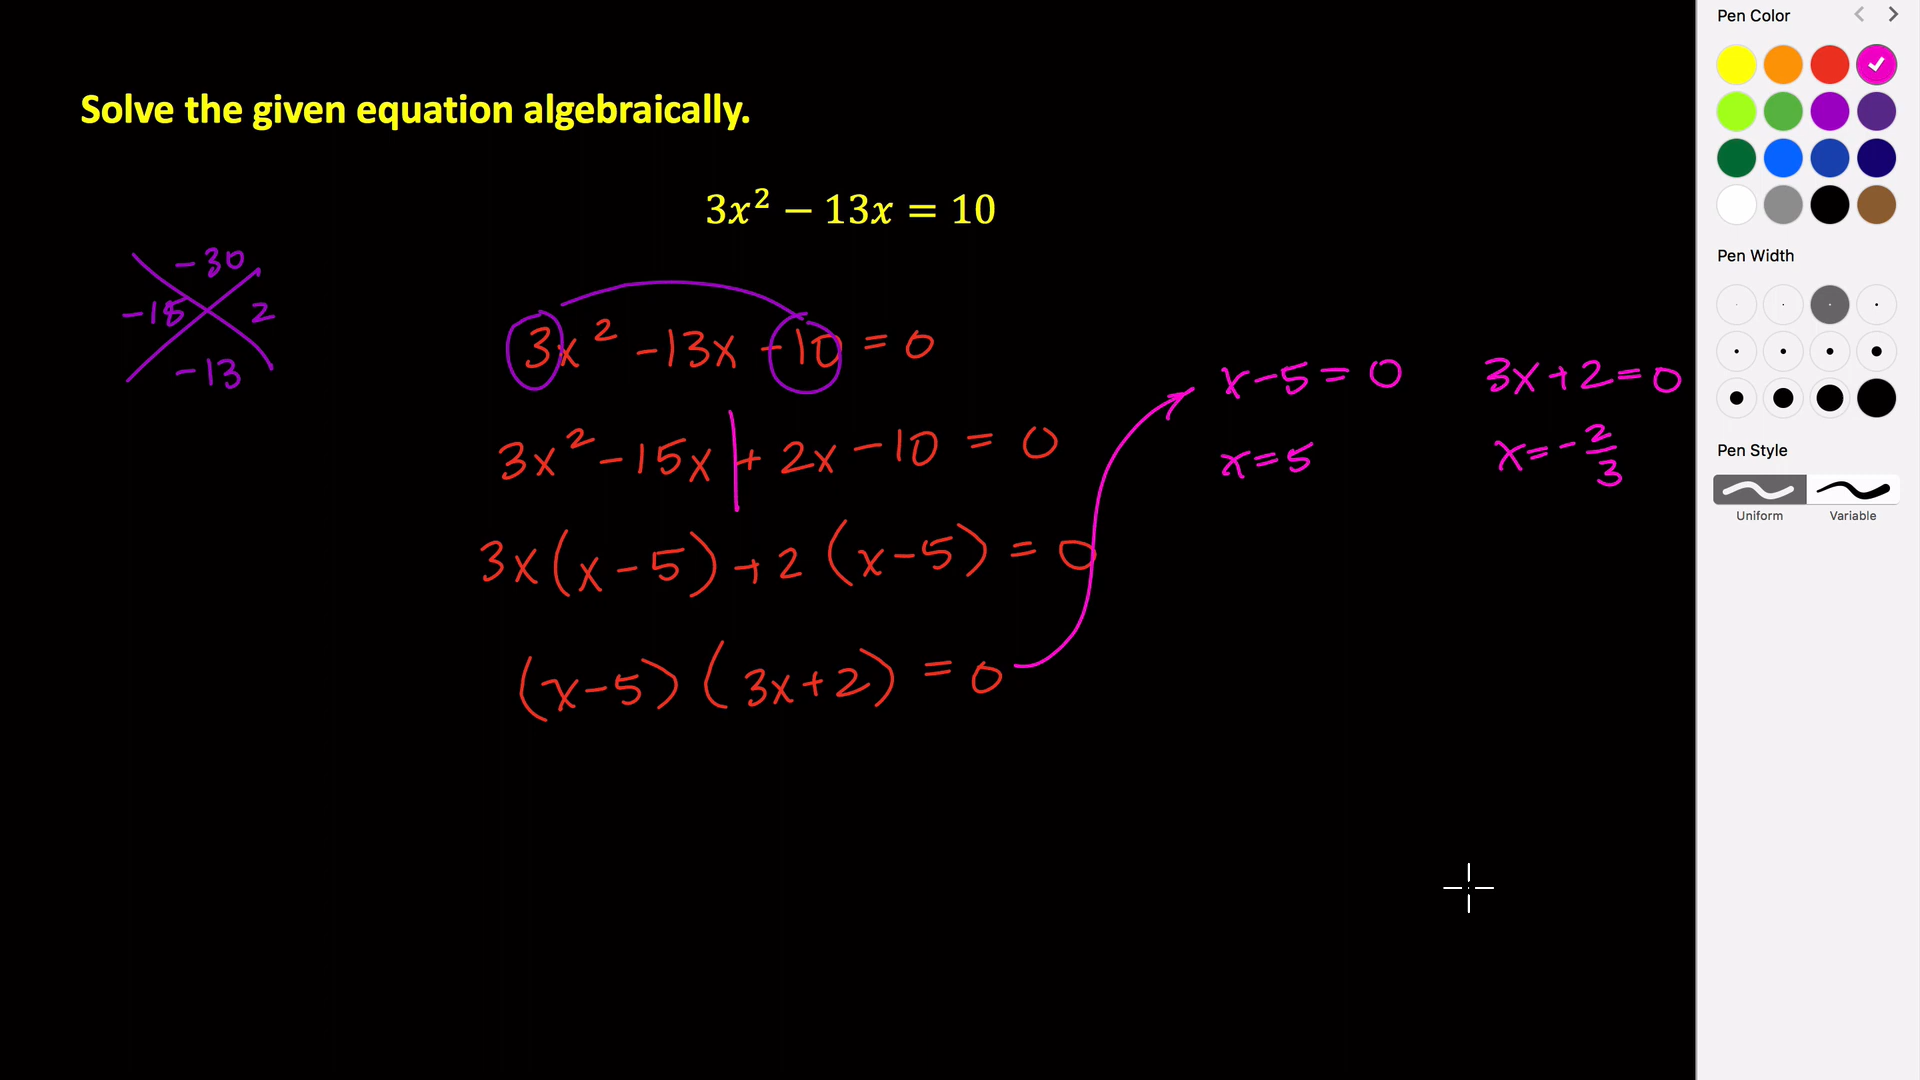 Solve the given equation algebraically.
3x² − 13x = 10
-30
-15 2
-13
3x² -13x -10 = 0
3x² -15x + 2x -10 = 0
3x(x-5) + 2(x-5) = 0
(x-5)(3x+2) = 0
x-5=0 3x+2=0
x=5 x=-2/3
Pen Color
Pen Width
Pen Style
Uniform Variable